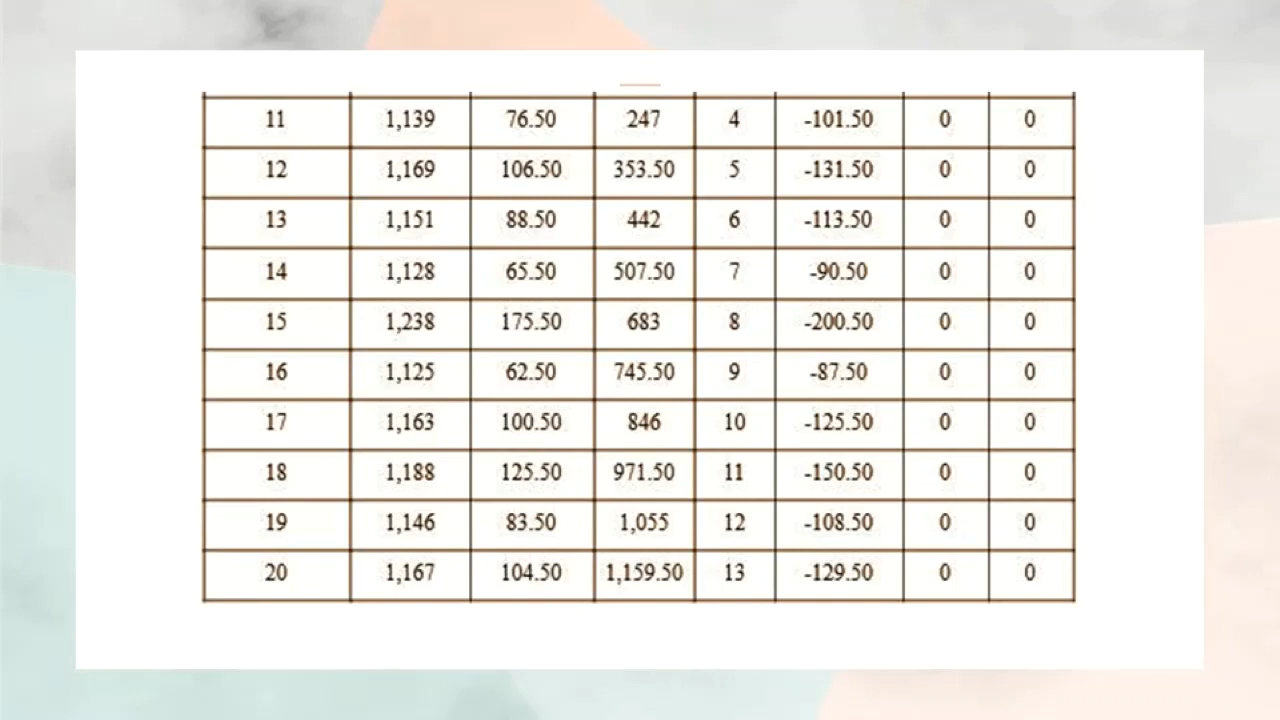 11 1,139 76.50 247 4 -101.50 0 0
12 1,169 106.50 353.50 5 -131.50 0 0
13 1,151 88.50 442 6 -113.50 0 0
14 1,128 65.50 507.50 7 -90.50 0 0
15 1,238 175.50 683 8 -200.50 0 0
16 1,125 62.50 745.50 9 -87.50 0 0
17 1,163 100.50 846 10 -125.50 0 0
18 1,188 125.50 971.50 11 -150.50 0 0
19 1,146 83.50 1,055 12 -108.50 0 0
20 1,167 104.50 1,159.50 13 -129.50 0 0